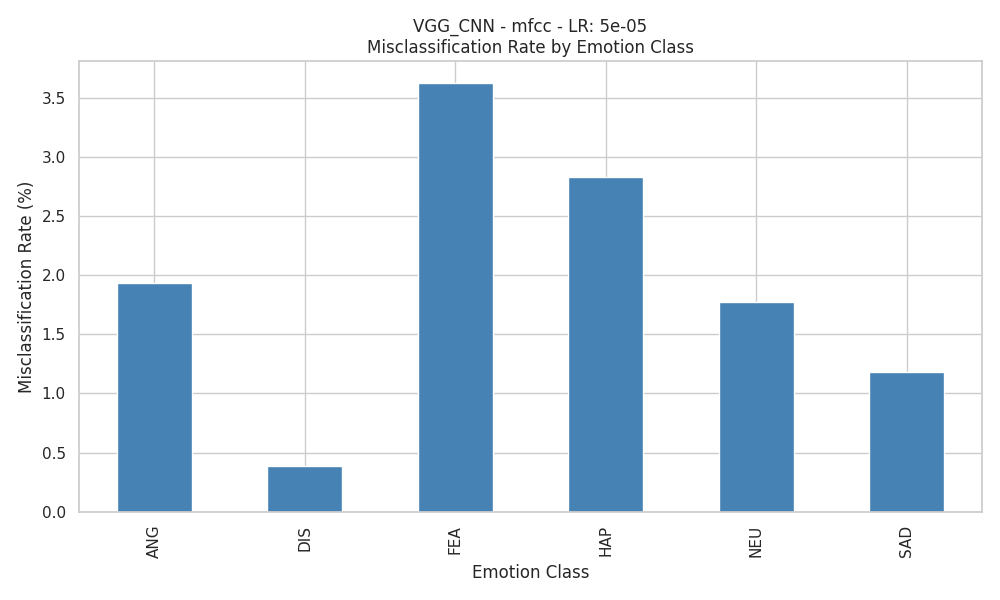 VGG_CNN - mfcc - LR: 5e-05
Misclassification Rate by Emotion Class
Misclassification Rate (%)
3.5
3.0
2.5
2.0
1.5
1.0
0.5
0.0
ANG
DIS
FEA
HAP
NEU
SAD
Emotion Class